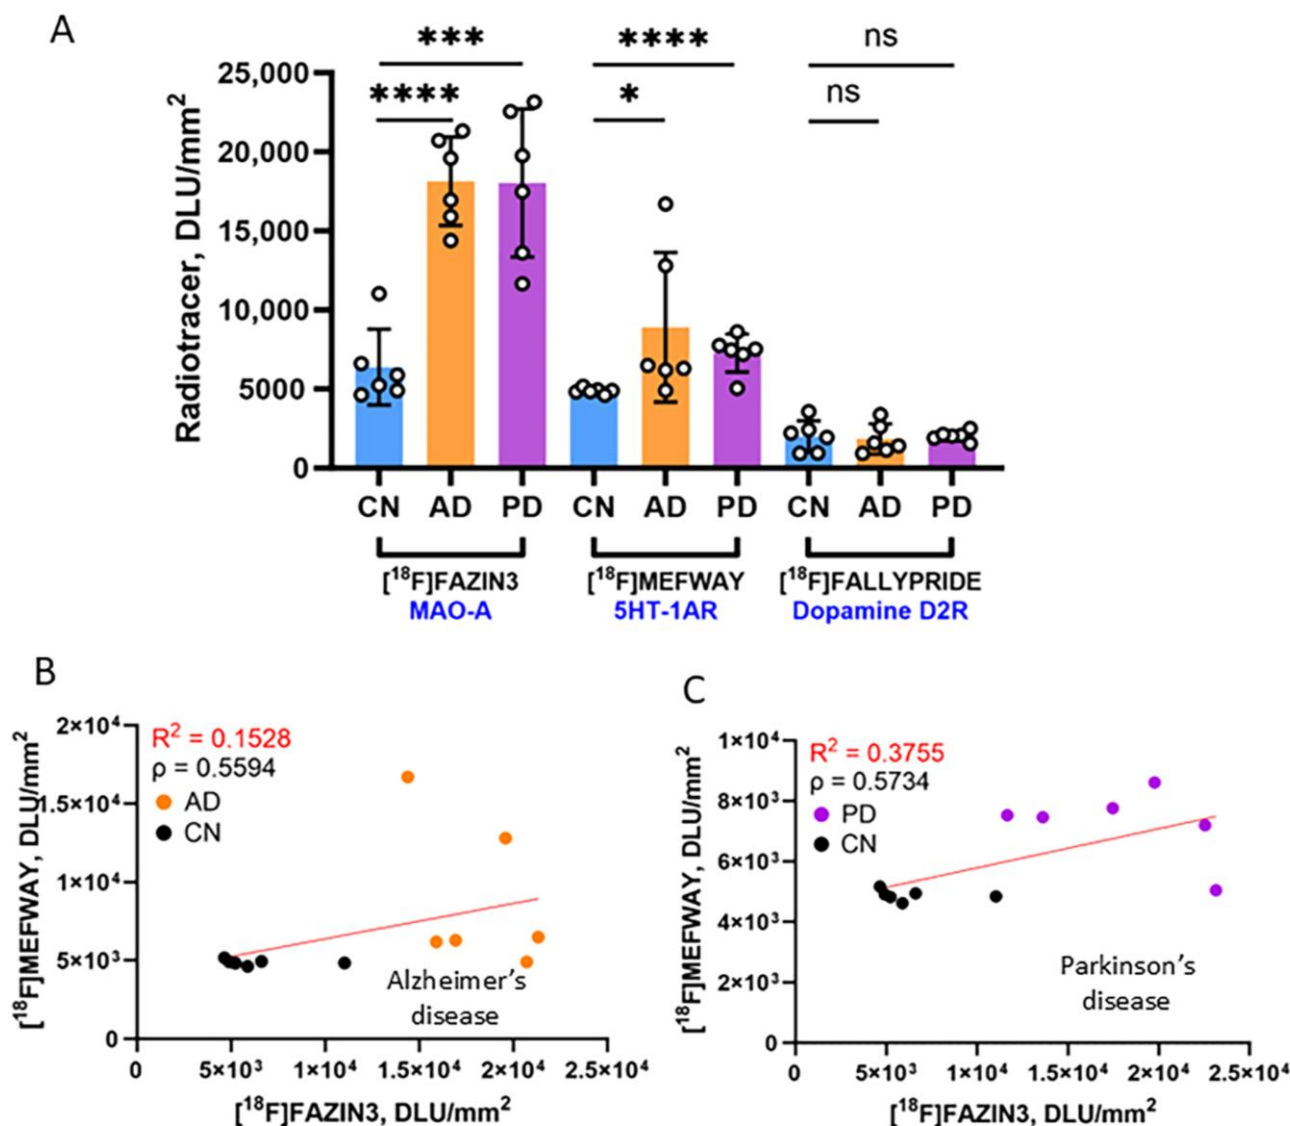 A
*** **** ns
**** * ns
Radiotracer, DLU/mm²
25,000
20,000
15,000
10,000
5000
0
CN AD PD CN AD PD CN AD PD
[¹⁸F]FAZIN3 [¹⁸F]MEFWAY [¹⁸F]FALLYPRIDE
MAO-A 5HT-1AR Dopamine D2R
B
[¹⁸F]MEFWAY, DLU/mm²
2×10⁴
1.5×10⁴
1×10⁴
5×10³
0
R² = 0.1528
ρ = 0.5594
AD
CN
Alzheimer's
disease
0 5×10³ 1×10⁴ 1.5×10⁴ 2×10⁴ 2.5×10⁴
[¹⁸F]FAZIN3, DLU/mm²
C
[¹⁸F]MEFWAY, DLU/mm²
1×10⁴
8×10³
6×10³
4×10³
2×10³
0
R² = 0.3755
ρ = 0.5734
PD
CN
Parkinson's
disease
0 5×10³ 1×10⁴ 1.5×10⁴ 2×10⁴ 2.5×10⁴
[¹⁸F]FAZIN3, DLU/mm²